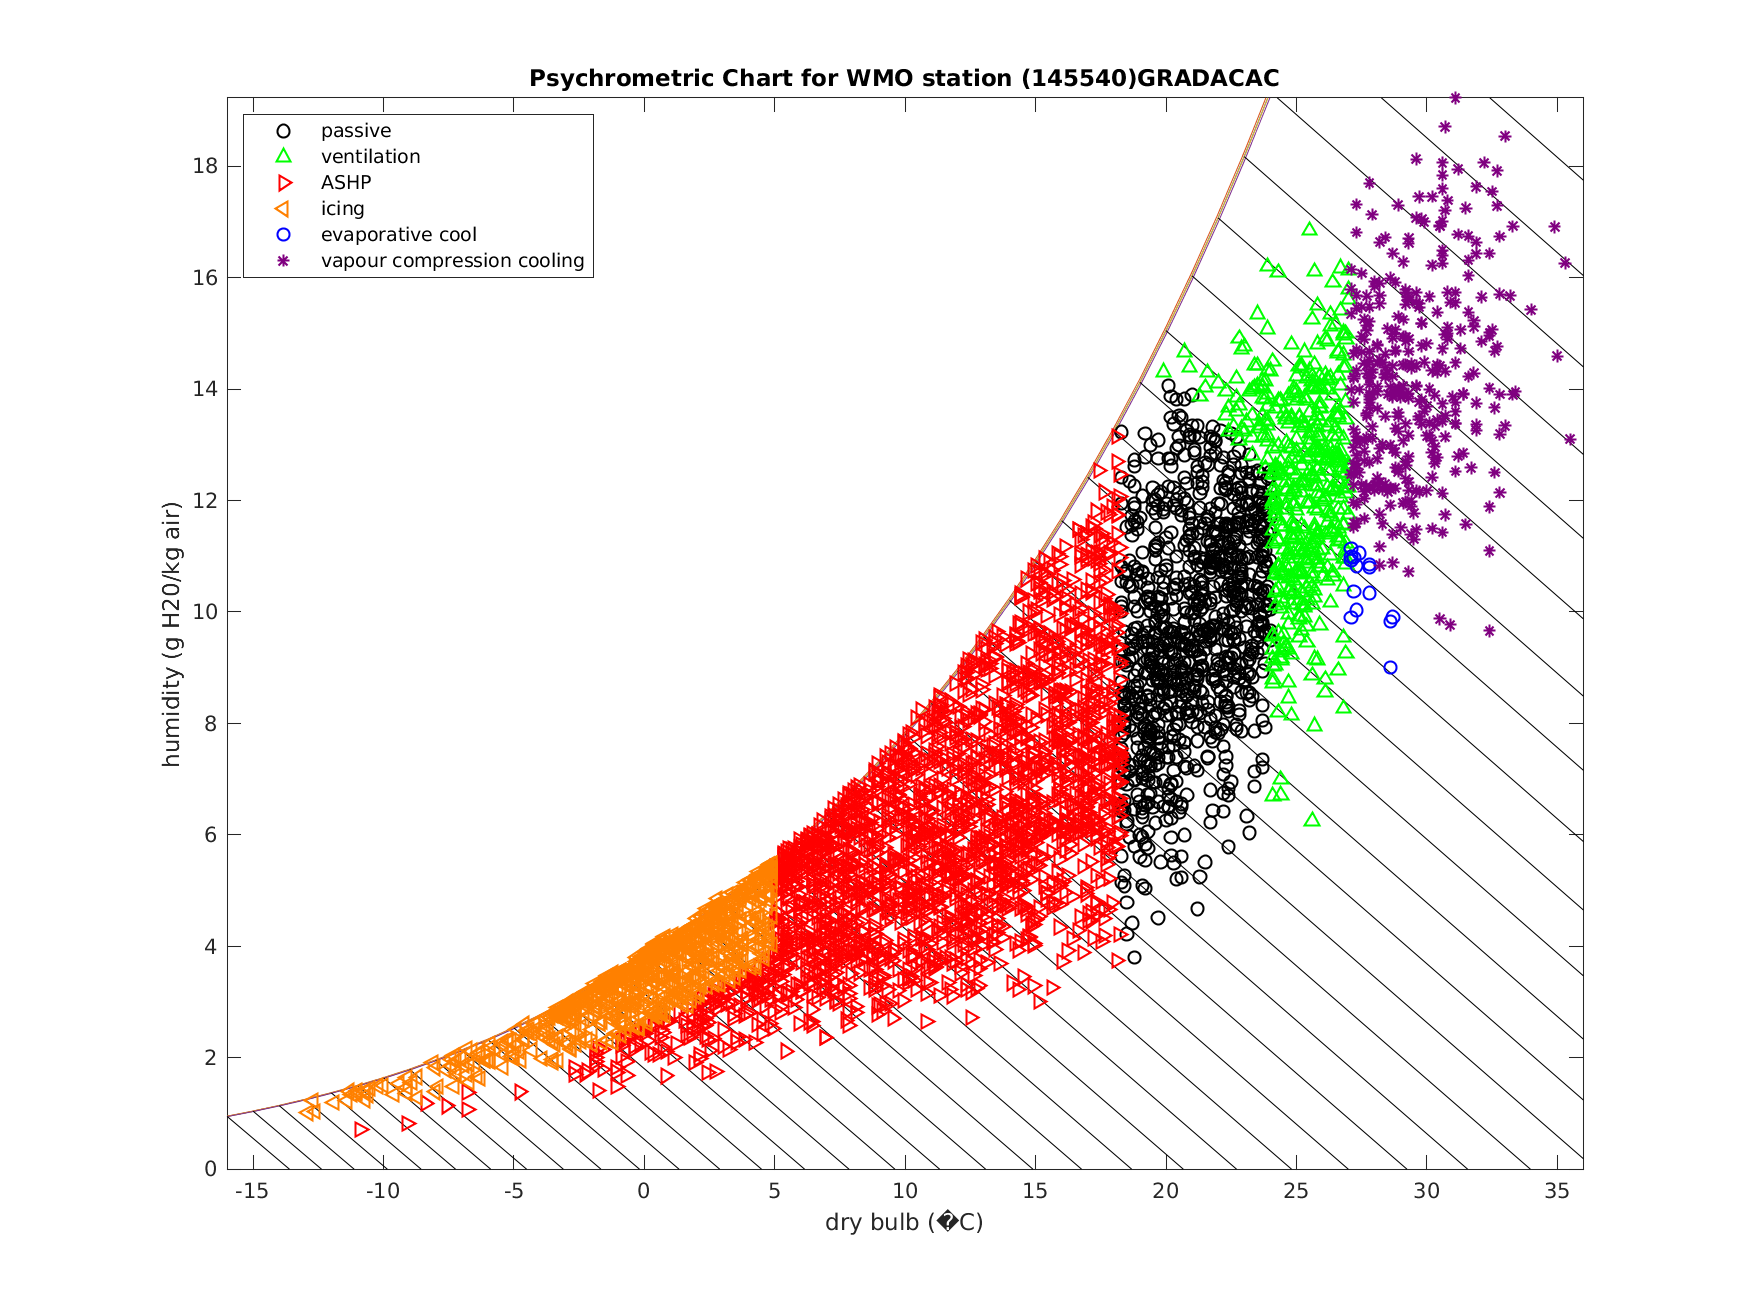 Psychrometric Chart for WMO station (145540)GRADACAC
passive
ventilation
ASHP
icing
evaporative cool
vapour compression cooling
humidity (g H20/kg air)
18
16
14
12
10
8
6
4
2
0
-15 -10 -5 0 5 10 15 20 25 30 35
dry bulb (�C)